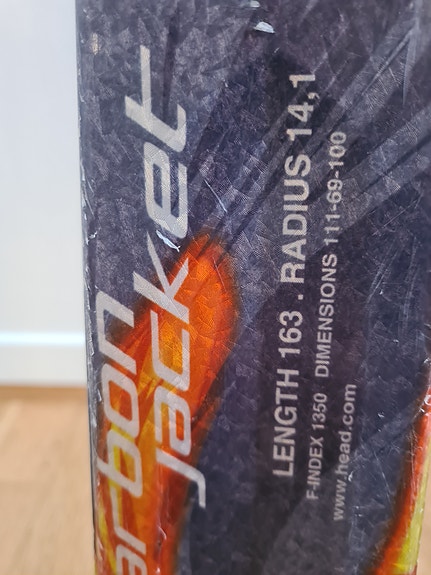 arbon
jacket
LENGTH 163 . RADIUS 14,1
F-INDEX 1350 DIMENSIONS 111-69-100
www.head.com